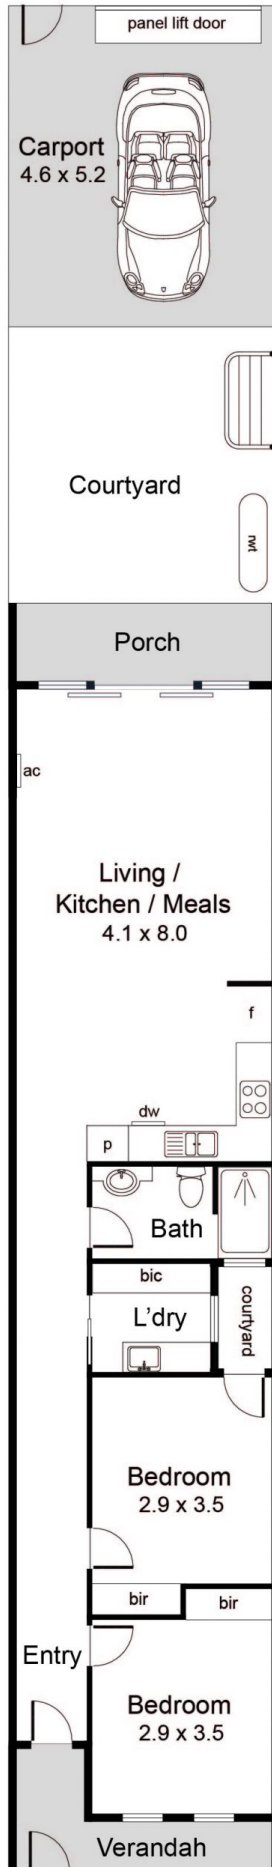 panel lift door
Carport
4.6 x 5.2
Courtyard
rwt
Porch
ac
Living /
Kitchen / Meals
4.1 x 8.0
f
dw
p
Bath
bic
L'dry
courtyard
Bedroom
2.9 x 3.5
bir
bir
Entry
Bedroom
2.9 x 3.5
Verandah